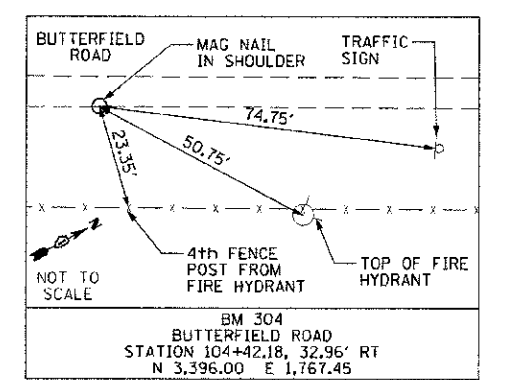 BUTTERFIELD
ROAD
MAG NAIL
IN SHOULDER
TRAFFIC
SIGN
74.75'
50.75'
23.35'
N
NOT TO
SCALE
4th FENCE
POST FROM
FIRE HYDRANT
TOP OF FIRE
HYDRANT
BM 304
BUTTERFIELD ROAD
STATION 104+42.18, 32.96' RT
N 3,396.00 E 1,767.45